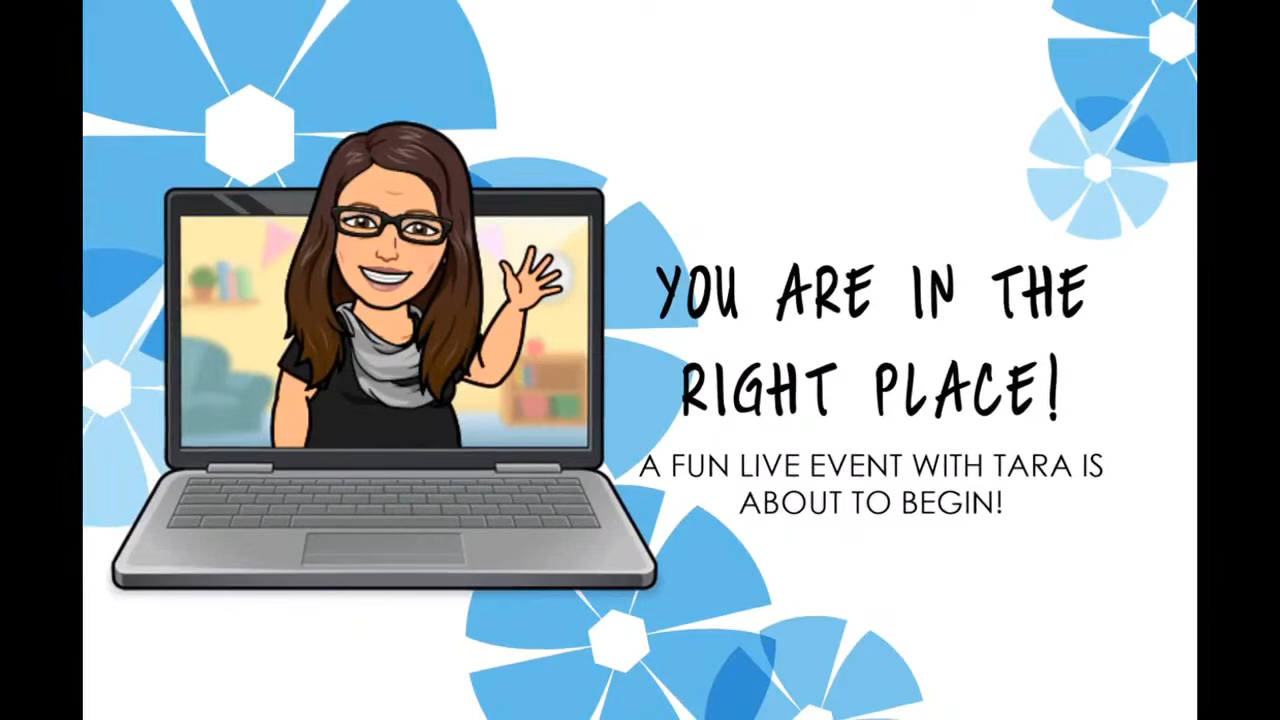 YOU ARE IN THE
RIGHT PLACE!
A FUN LIVE EVENT WITH TARA IS
ABOUT TO BEGIN!